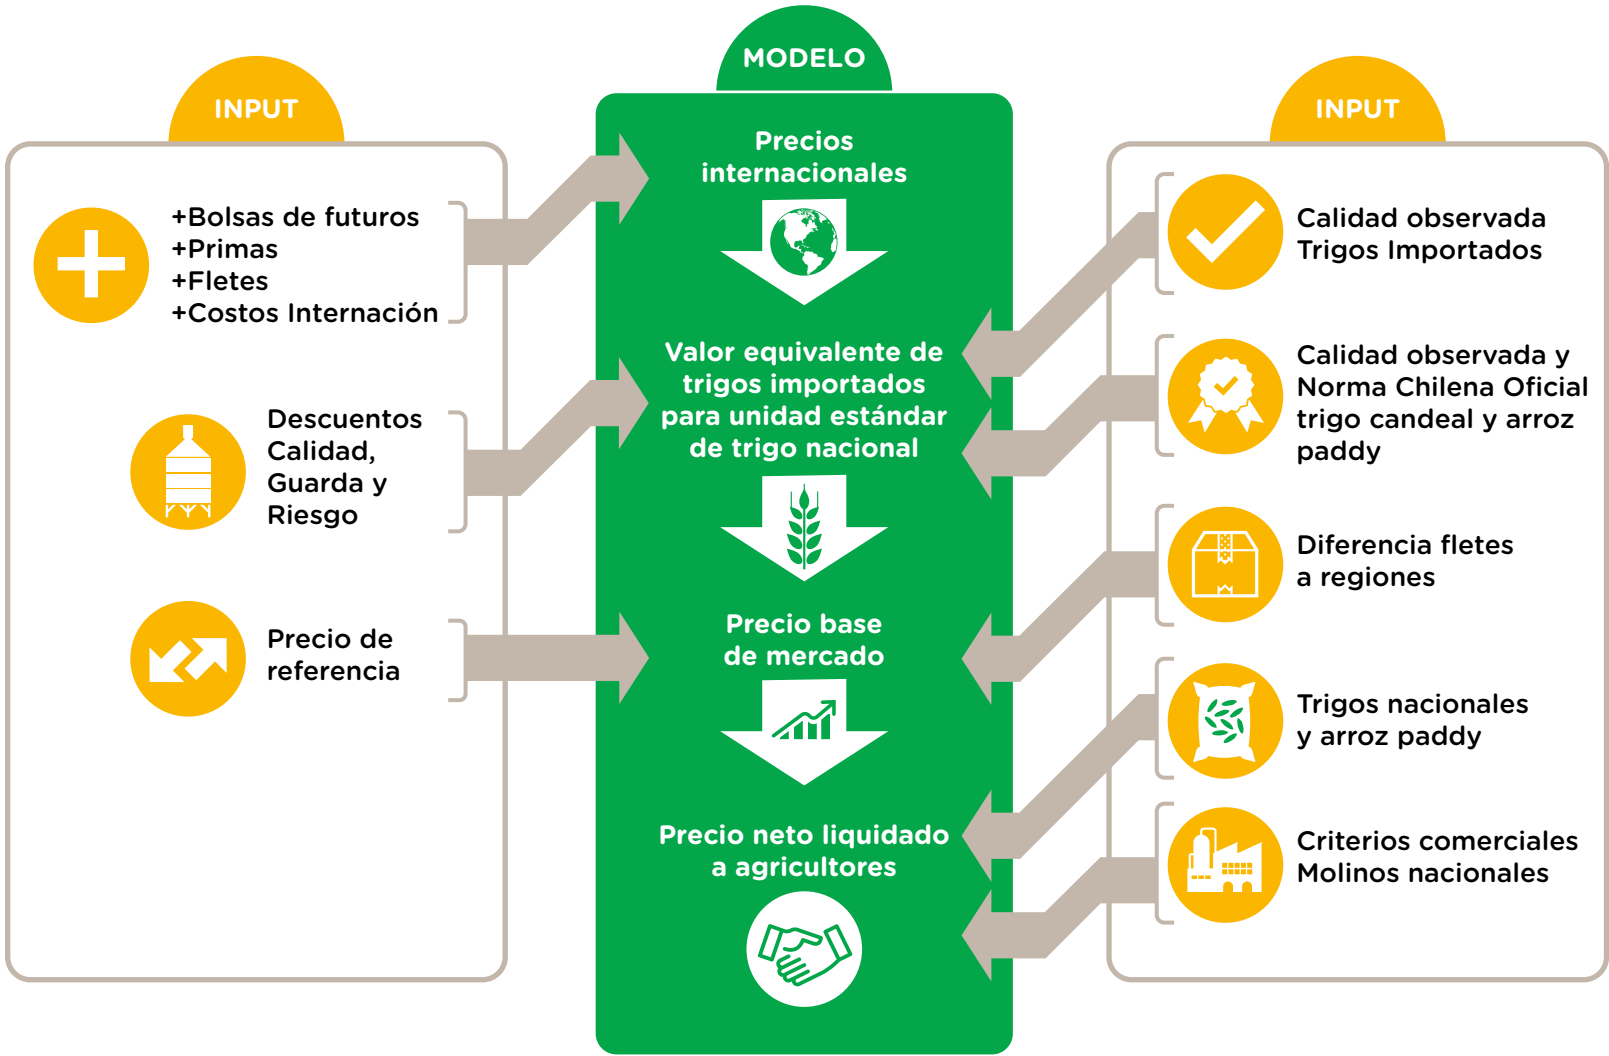 INPUT
+Bolsas de futuros
+Primas
+Fletes
+Costos Internación
Descuentos
Calidad,
Guarda y
Riesgo
Precio de
referencia
MODELO
Precios
internacionales
Valor equivalente de
trigos importados
para unidad estándar
de trigo nacional
Precio base
de mercado
Precio neto liquidado
a agricultores
INPUT
Calidad observada
Trigos Importados
Calidad observada y
Norma Chilena Oficial
trigo candeal y arroz
paddy
Diferencia fletes
a regiones
Trigos nacionales
y arroz paddy
Criterios comerciales
Molinos nacionales